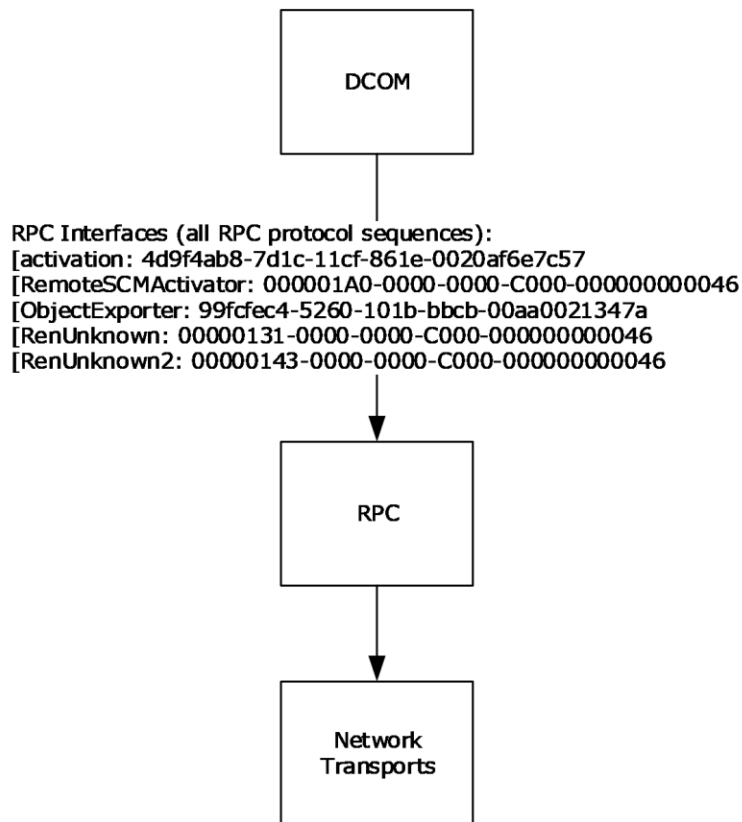 DCOM
RPC Interfaces (all RPC protocol sequences):
[activation: 4d9f4ab8-7d1c-11cf-861e-0020af6e7c57
[RemoteSCMActivator: 000001A0-0000-0000-C000-000000000046
[ObjectExporter: 99fcfec4-5260-101b-bbcb-00aa0021347a
[RenUnknown: 00000131-0000-0000-C000-000000000046
[RenUnknown2: 00000143-0000-0000-C000-000000000046
RPC
Network
Transports